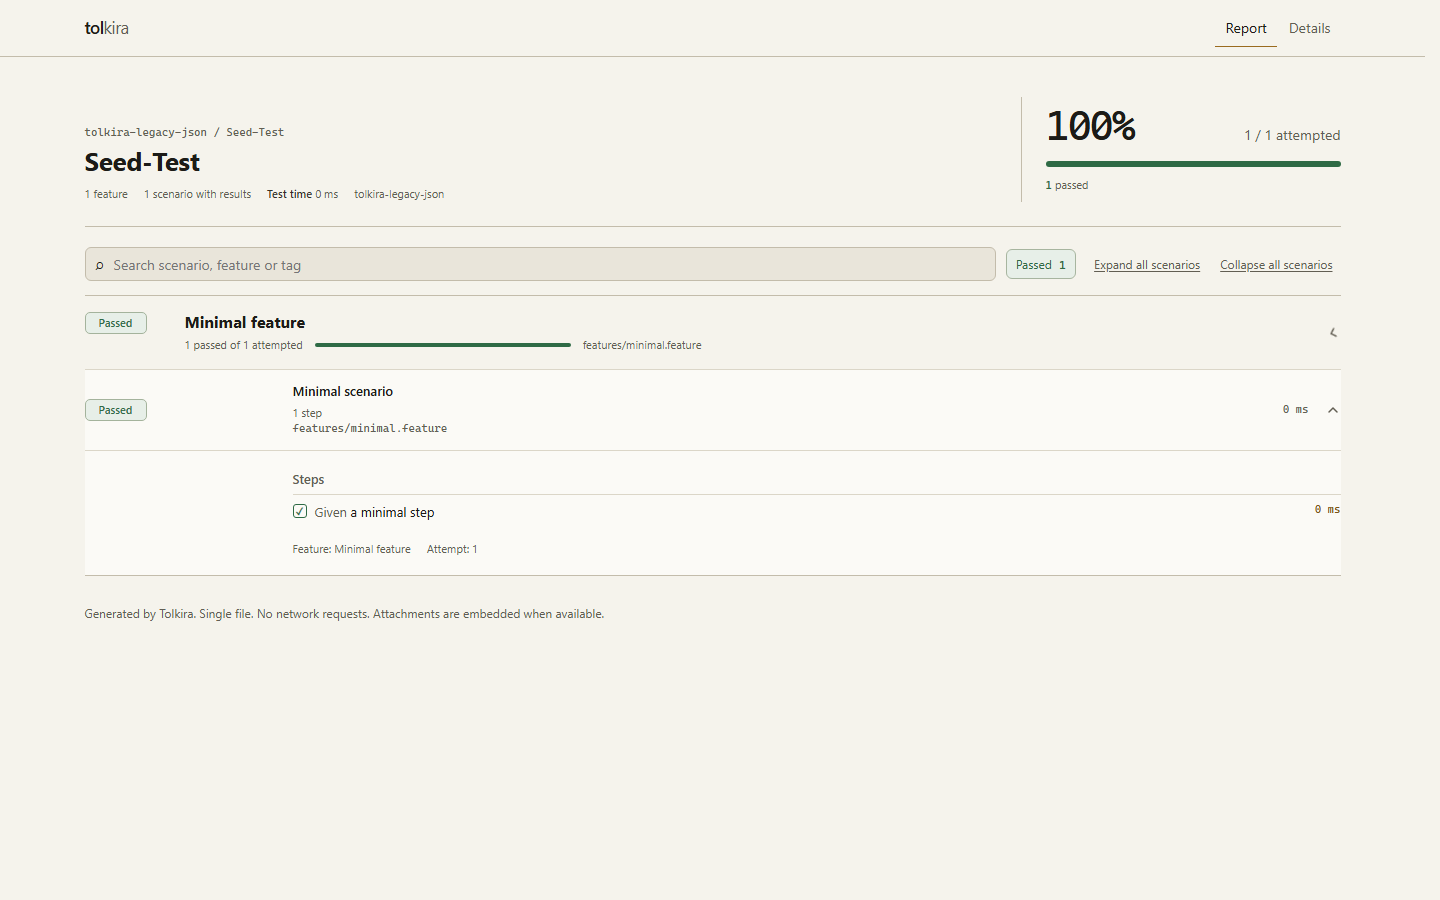 tolkira
Report Details
tolkira-legacy-json / Seed-Test
Seed-Test
1 feature 1 scenario with results Test time 0 ms tolkira-legacy-json
100%
1 / 1 attempted
1 passed
Search scenario, feature or tag
Passed 1
Expand all scenarios
Collapse all scenarios
Passed
Minimal feature
1 passed of 1 attempted
features/minimal.feature
Passed
Minimal scenario
1 step
features/minimal.feature
0 ms
Steps
Given a minimal step
0 ms
Feature: Minimal feature Attempt: 1
Generated by Tolkira. Single file. No network requests. Attachments are embedded when available.